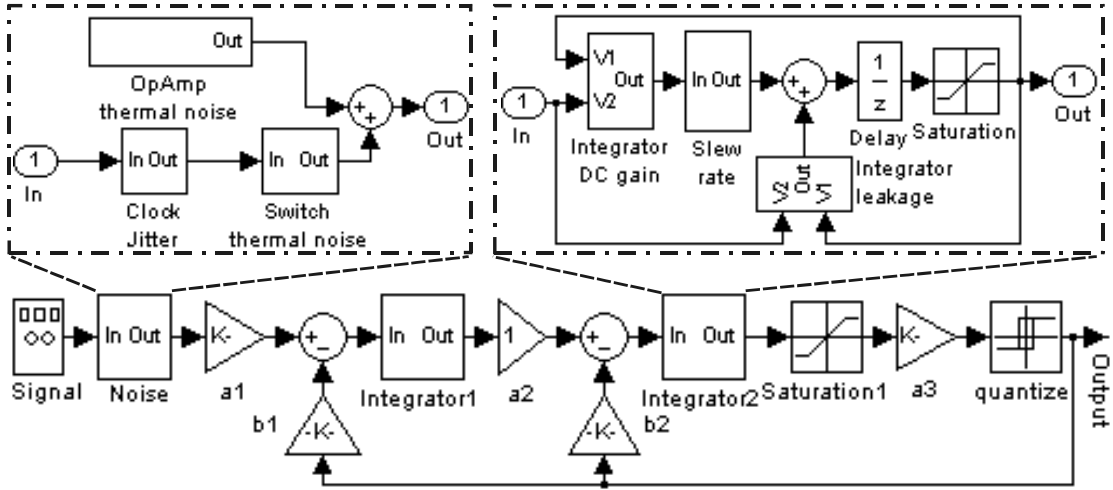 Out
OpAmp
thermal noise
1
In
In Out
Clock
Jitter
In Out
Switch
thermal noise
+
+
1
Out
1
In
V1
V2
Out
Integrator
DC gain
In Out
Slew
rate
+
+
1
z
Delay
Saturation
1
Out
V2
Out
V1
Integrator
leakage
Signal
In Out
Noise
K-
a1
+
−
In Out
Integrator1
1
a2
+
−
In Out
Integrator2
Saturation1
K-
a3
quantize
Output
b1
-K-
b2
-K-